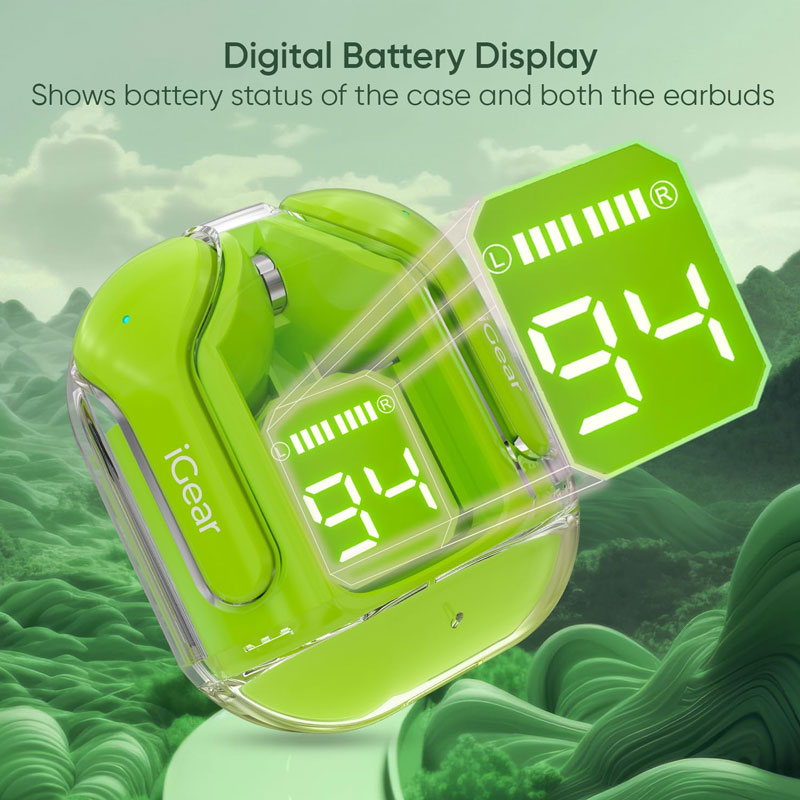 Digital Battery Display
Shows battery status of the case and both the earbuds
L R
94
iGear
iGear
L R
94